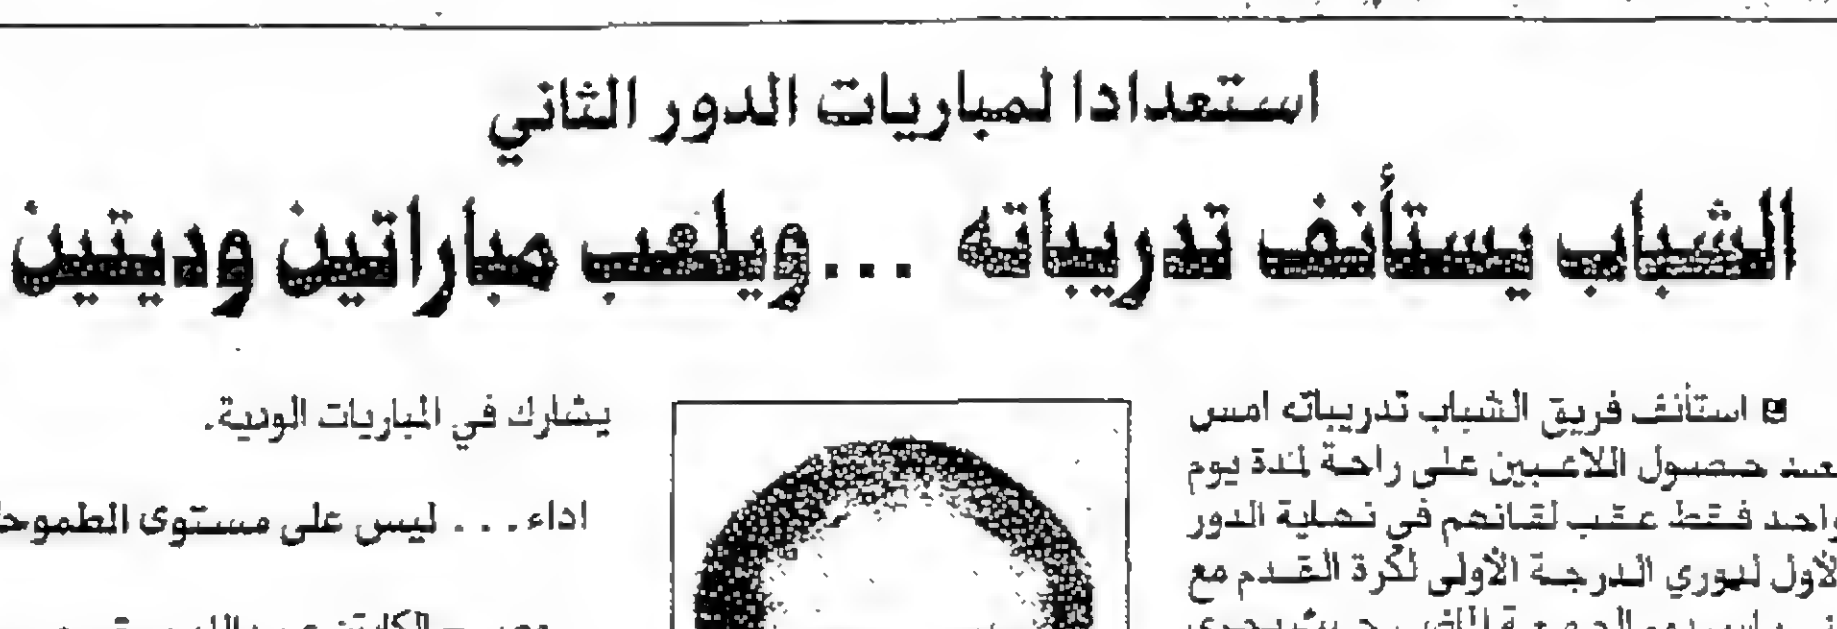 استعدادا لمباريات الدور الثاني
الشباب يستأنف تدريباته ...ويلعب مباراتين وديتين
استأنف فريق الشباب تدريباته امس
بعد حصول اللاعبين على راحة لمدة يوم
واحد فقط عقب لقائهم في نهاية الدور
الأول لدوري الدرجة الأولى لكرة القدم مع
يشارك في المباريات الودية.
اداء . . . ليس على مستوى